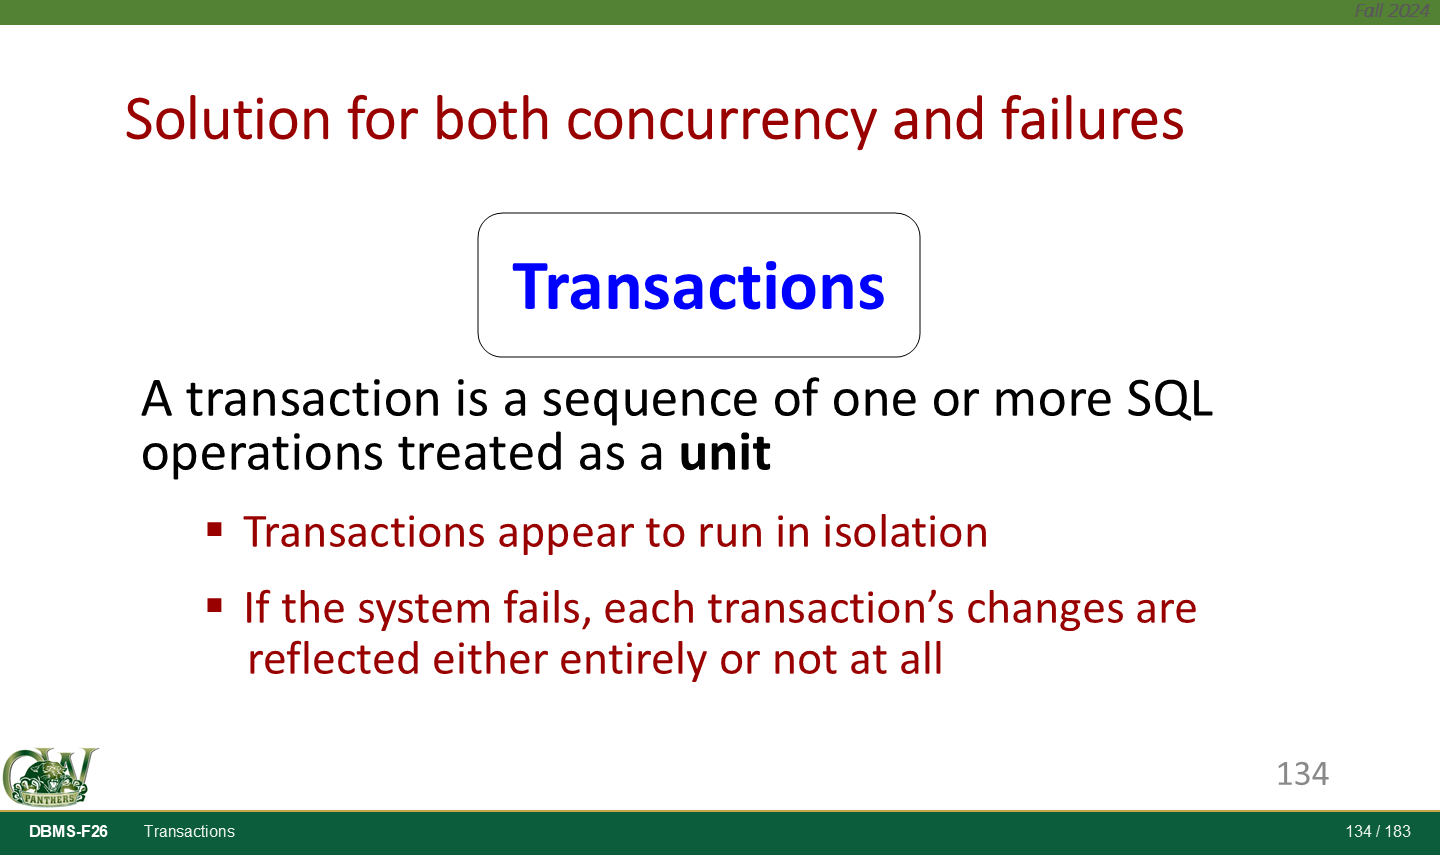 Fall 2024
Solution for both concurrency and failures
Transactions
A transaction is a sequence of one or more SQL
operations treated as a unit
▪ Transactions appear to run in isolation
▪ If the system fails, each transaction’s changes are
reflected either entirely or not at all
134
OW
PANTHERS
DBMS-F26 Transactions 134 / 183